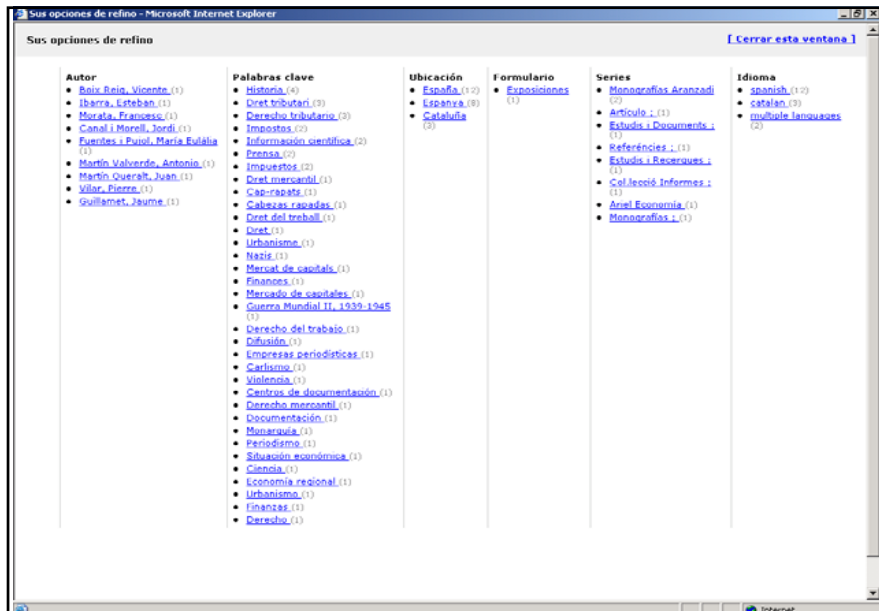 Sus opciones de refino - Microsoft Internet Explorer
Sus opciones de refino
[ Cerrar esta ventana ]
Autor
Boix Reig, Vicente (1)
Ibarra, Esteban (1)
Morata, Francesc (1)
Canal i Morell, Jordi (1)
Fuentes i Pujol, María Eulália
(1)
Martín Valverde, Antonio (1)
Martín Queralt, Juan (1)
Vilar, Pierre (1)
Guillamet, Jaume (1)
Palabras clave
Historia (4)
Dret tributari (3)
Derecho tributario (3)
Impostos (2)
Información científica (2)
Prensa (2)
Impuestos (2)
Dret mercantil (1)
Cap-rapats (1)
Cabezas rapadas (1)
Dret del treball (1)
Dret (1)
Urbanisme (1)
Nazis (1)
Mercat de capitals (1)
Finances (1)
Mercado de capitales (1)
Guerra Mundial II, 1939-1945
(1)
Derecho del trabajo (1)
Difusión (1)
Empresas periodísticas (1)
Carlismo (1)
Violencia (1)
Centros de documentación (1)
Derecho mercantil (1)
Documentación (1)
Monarquía (1)
Periodismo (1)
Situación económica (1)
Ciencia (1)
Economía regional (1)
Urbanismo (1)
Finanzas (1)
Derecho (1)
Ubicación
España (12)
Espanya (8)
Cataluña
(3)
Formulario
Exposiciones
(1)
Series
Monografías Aranzadi
(2)
Artículo ; (1)
Estudis i Documents ;
(1)
Referéncies ; (1)
Estudis i Recerques ;
(1)
Col.lecció Informes ;
(1)
Ariel Economía (1)
Monografías ; (1)
Idioma
spanish (12)
catalan (3)
multiple languages
(2)
Internet